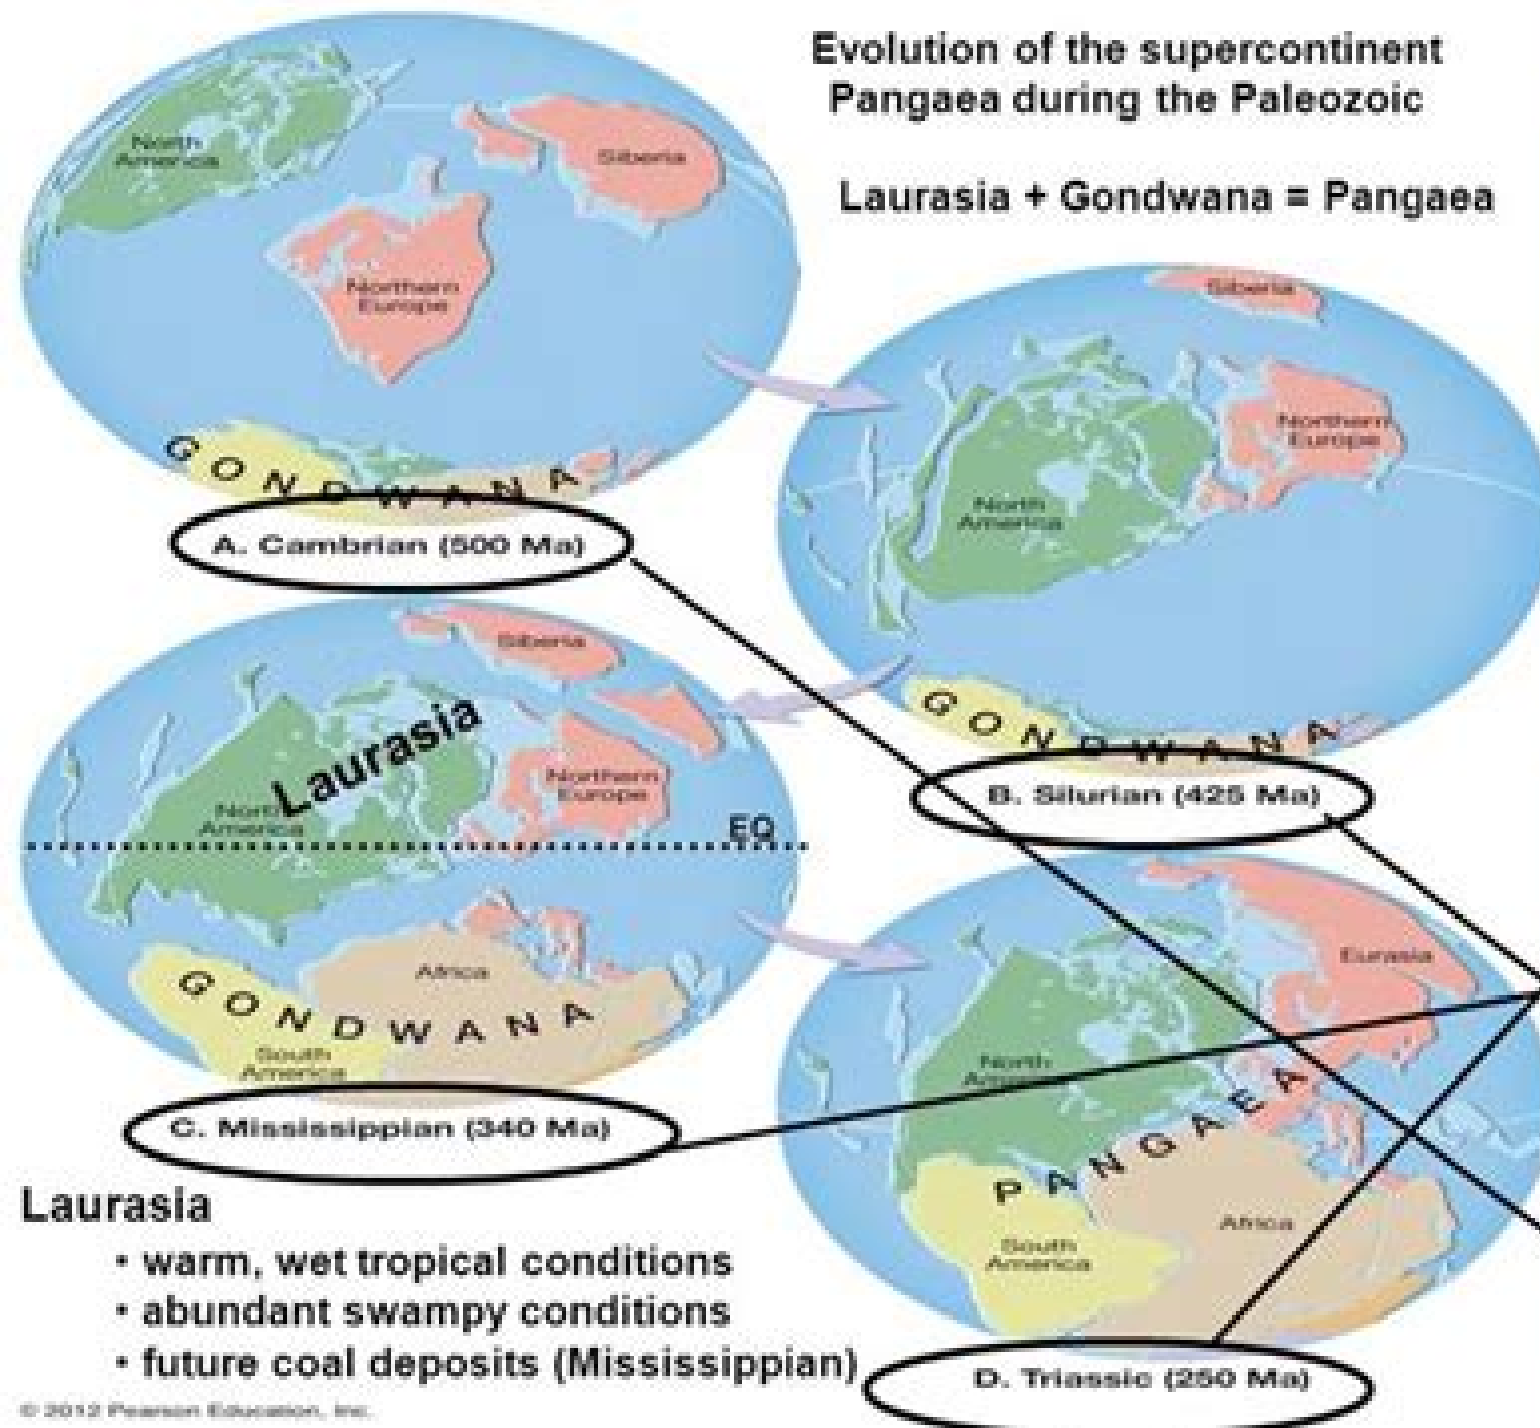 Evolution of the supercontinent
Pangaea during the Paleozoic
Laurasia + Gondwana = Pangaea
North
America
Siberia
Northern
Europe
GONDWANA
A. Cambrian (500 Ma)
Siberia
Northern
Europe
North
America
GONDWANA
B. Silurian (425 Ma)
Siberia
Laurasia
Northern
Europe
North
America
EQ
Africa
GONDWANA
South
America
C. Mississippian (340 Ma)
Eurasia
North
America
PANGAEA
Africa
South
America
D. Triassic (250 Ma)
Laurasia
• warm, wet tropical conditions
• abundant swampy conditions
• future coal deposits (Mississippian)
© 2012 Pearson Education, Inc.